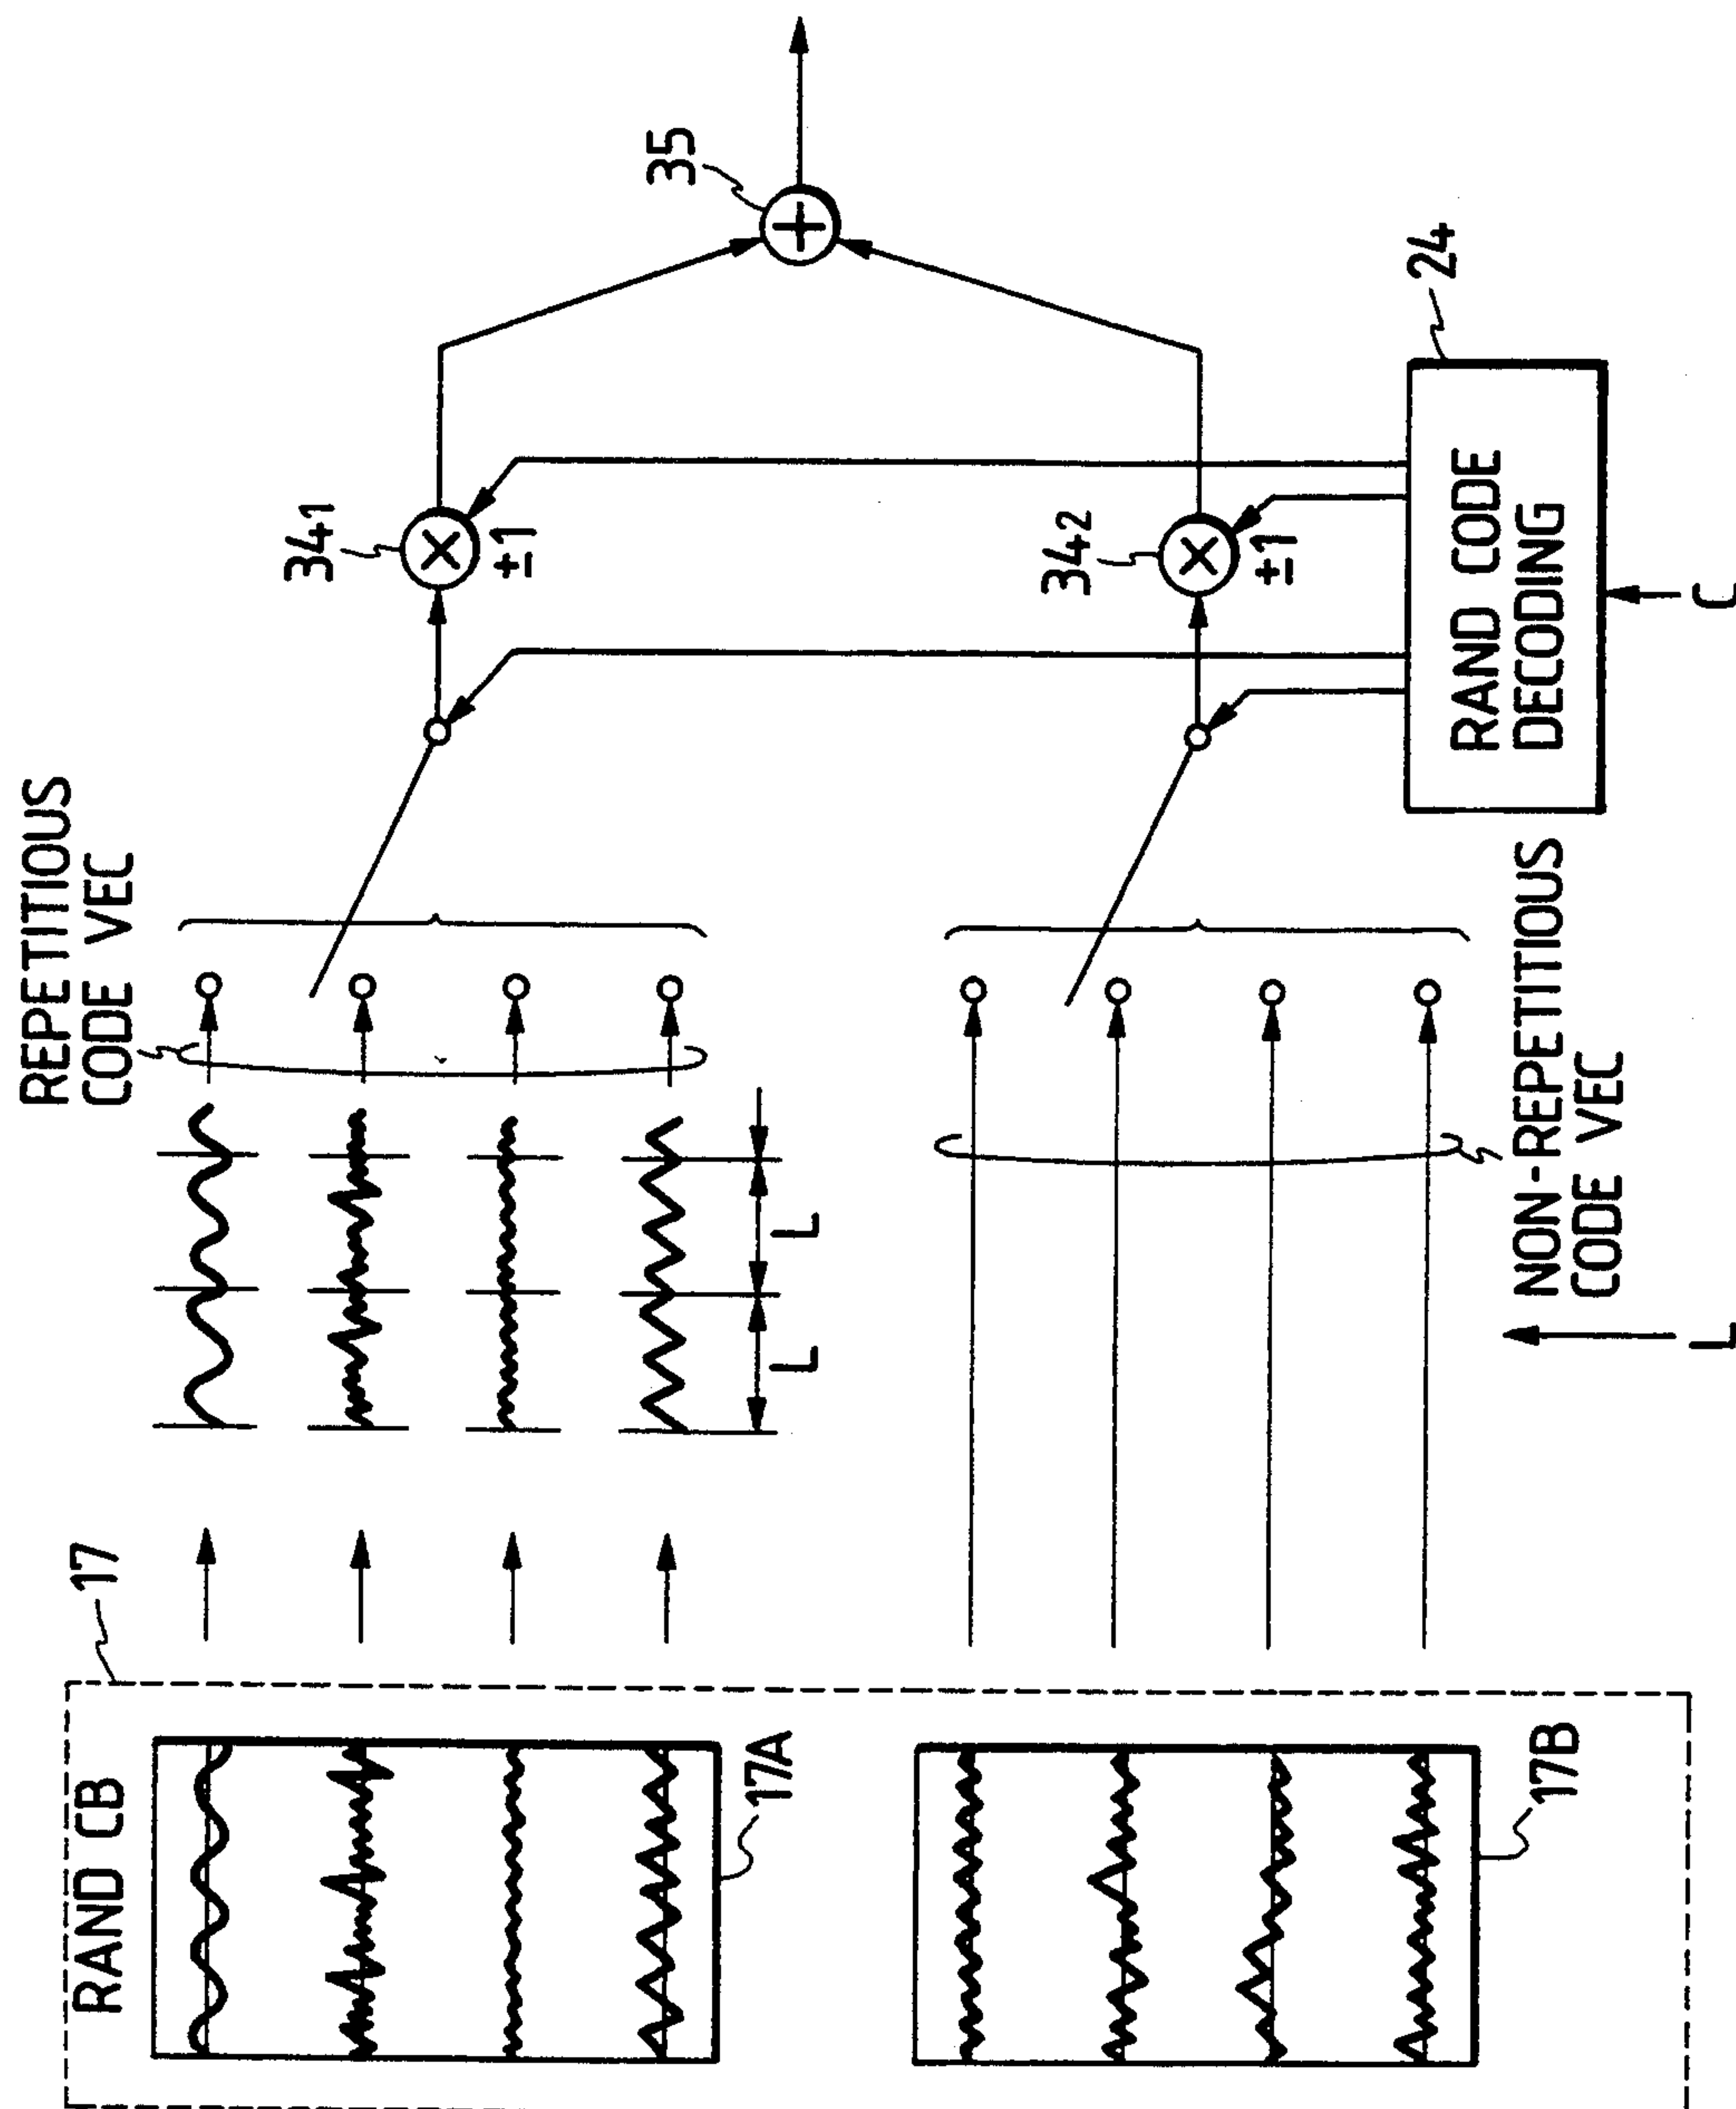 RAND CB
17
17A
17B
REPETITIOUS
CODE VEC
L
L
NON-REPETITIOUS
CODE VEC
L
34₁
±1
34₂
±1
35
24
RAND CODE
DECODING
C